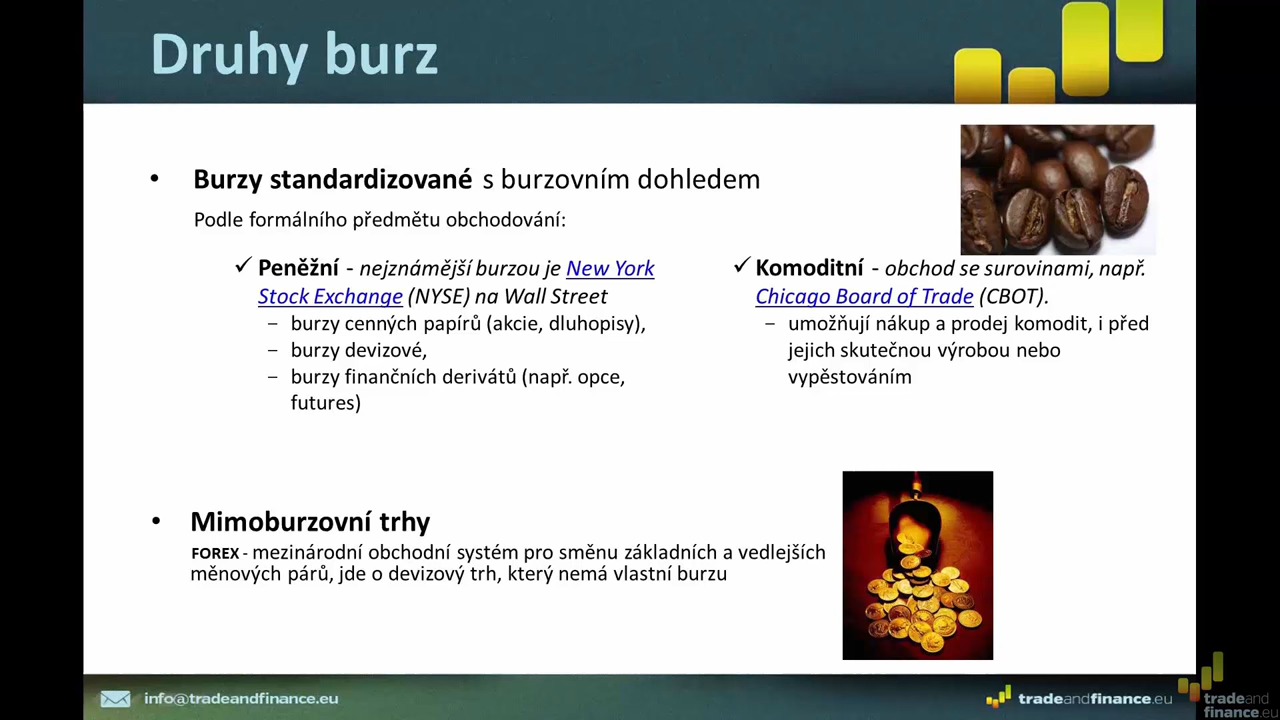 Druhy burz
• Burzy standardizované s burzovním dohledem
Podle formálního předmětu obchodování:
✓ Peněžní - nejznámější burzou je New York
Stock Exchange (NYSE) na Wall Street
– burzy cenných papírů (akcie, dluhopisy),
– burzy devizové,
– burzy finančních derivátů (např. opce,
futures)
✓ Komoditní - obchod se surovinami, např.
Chicago Board of Trade (CBOT).
– umožňují nákup a prodej komodit, i před
jejich skutečnou výrobou nebo
vypěstováním
• Mimoburzovní trhy
FOREX - mezinárodní obchodní systém pro směnu základních a vedlejších
měnových párů, jde o devizový trh, který nemá vlastní burzu
info@tradeandfinance.eu
tradeandfinance.eu
tradeand
finance.eu